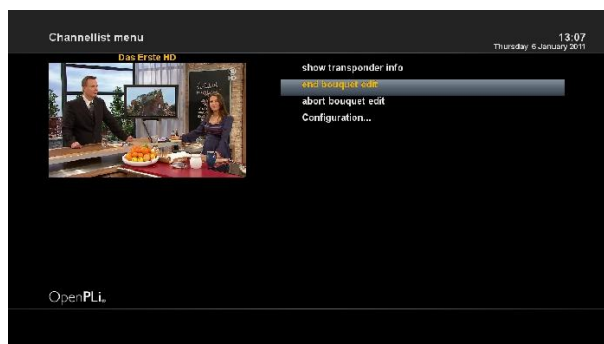 Channellist menu
13:07
Thursday 6 January 2011
Das Erste HD
show transponder info
end bouquet edit
abort bouquet edit
Configuration...
OpenPLi